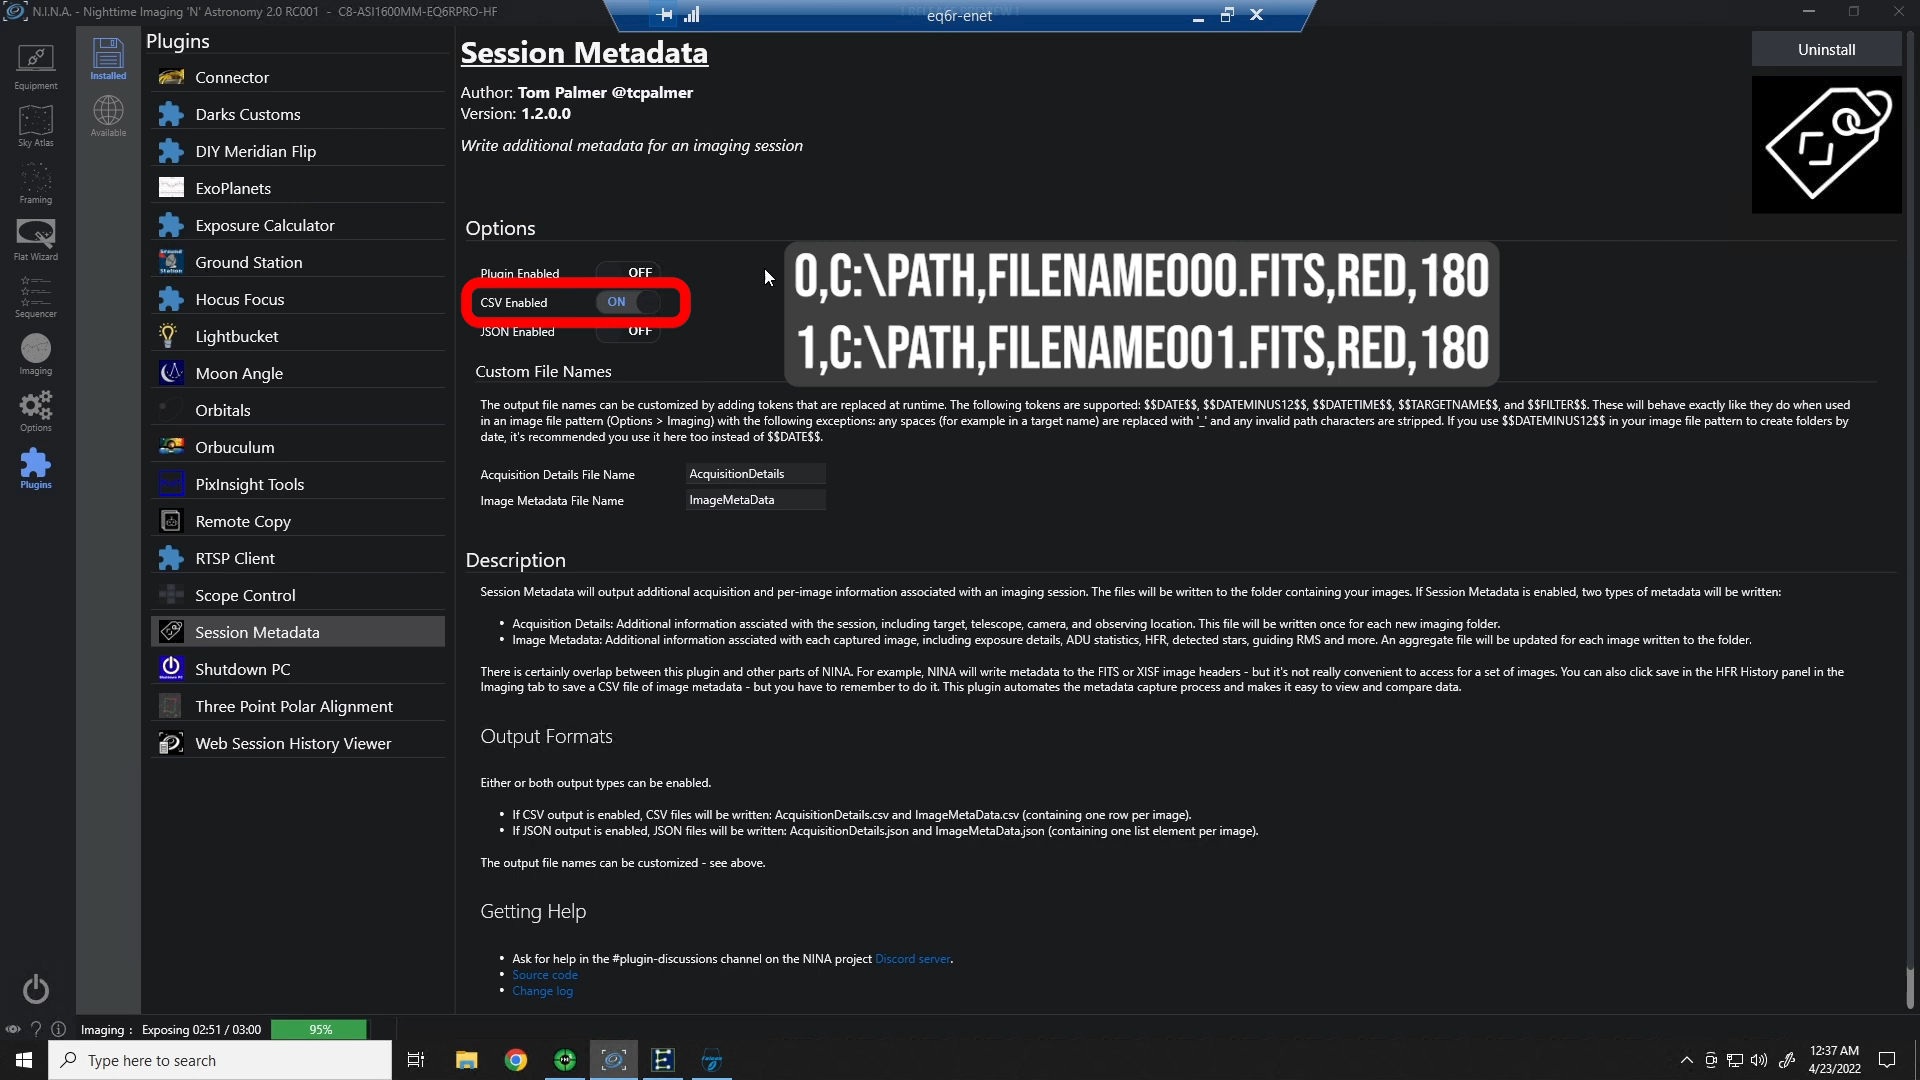 N.I.N.A. - Nighttime Imaging 'N' Astronomy 2.0 RC001 - C8-ASI1600MM-EQ6RPRO-HF
eq6r-enet
Equipment
Sky Atlas
Framing
Flat Wizard
Sequencer
Imaging
Options
Plugins
Installed
Available
Plugins
Connector
Darks Customs
DIY Meridian Flip
ExoPlanets
Exposure Calculator
Ground Station
Hocus Focus
Lightbucket
Moon Angle
Orbitals
Orbuculum
PixInsight Tools
Remote Copy
RTSP Client
Scope Control
Session Metadata
Shutdown PC
Three Point Polar Alignment
Web Session History Viewer
Session Metadata
Uninstall
Author: Tom Palmer @tcpalmer
Version: 1.2.0.0
Write additional metadata for an imaging session
Options
Plugin Enabled OFF
CSV Enabled ON
JSON Enabled OFF
0,C:\PATH,FILENAME000.FITS,RED,180
1,C:\PATH,FILENAME001.FITS,RED,180
Custom File Names
The output file names can be customized by adding tokens that are replaced at runtime. The following tokens are supported: $$DATE$$, $$DATEMINUS12$$, $$DATETIME$$, $$TARGETNAME$$, and $$FILTER$$. These will behave exactly like they do when used
in an image file pattern (Options > Imaging) with the following exceptions: any spaces (for example in a target name) are replaced with '_' and any invalid path characters are stripped. If you use $$DATEMINUS12$$ in your image file pattern to create folders by
date, it's recommended you use it here too instead of $$DATE$$.
Acquisition Details File Name AcquisitionDetails
Image Metadata File Name ImageMetaData
Description
Session Metadata will output additional acquisition and per-image information associated with an imaging session. The files will be written to the folder containing your images. If Session Metadata is enabled, two types of metadata will be written:
• Acquisition Details: Additional information assciated with the session, including target, telescope, camera, and observing location. This file will be written once for each new imaging folder.
• Image Metadata: Additional information assciated with each captured image, including exposure details, ADU statistics, HFR, detected stars, guiding RMS and more. An aggregate file will be updated for each image written to the folder.
There is certainly overlap between this plugin and other parts of NINA. For example, NINA will write metadata to the FITS or XISF image headers - but it's not really convenient to access for a set of images. You can also click save in the HFR History panel in the
Imaging tab to save a CSV file of image metadata - but you have to remember to do it. This plugin automates the metadata capture process and makes it easy to view and compare data.
Output Formats
Either or both output types can be enabled.
• If CSV output is enabled, CSV files will be written: AcquisitionDetails.csv and ImageMetaData.csv (containing one row per image).
• If JSON output is enabled, JSON files will be written: AcquisitionDetails.json and ImageMetaData.json (containing one list element per image).
The output file names can be customized - see above.
Getting Help
• Ask for help in the #plugin-discussions channel on the NINA project Discord server.
• Source code
• Change log
Imaging : Exposing 02:51 / 03:00 95%
Type here to search
12:37 AM
4/23/2022